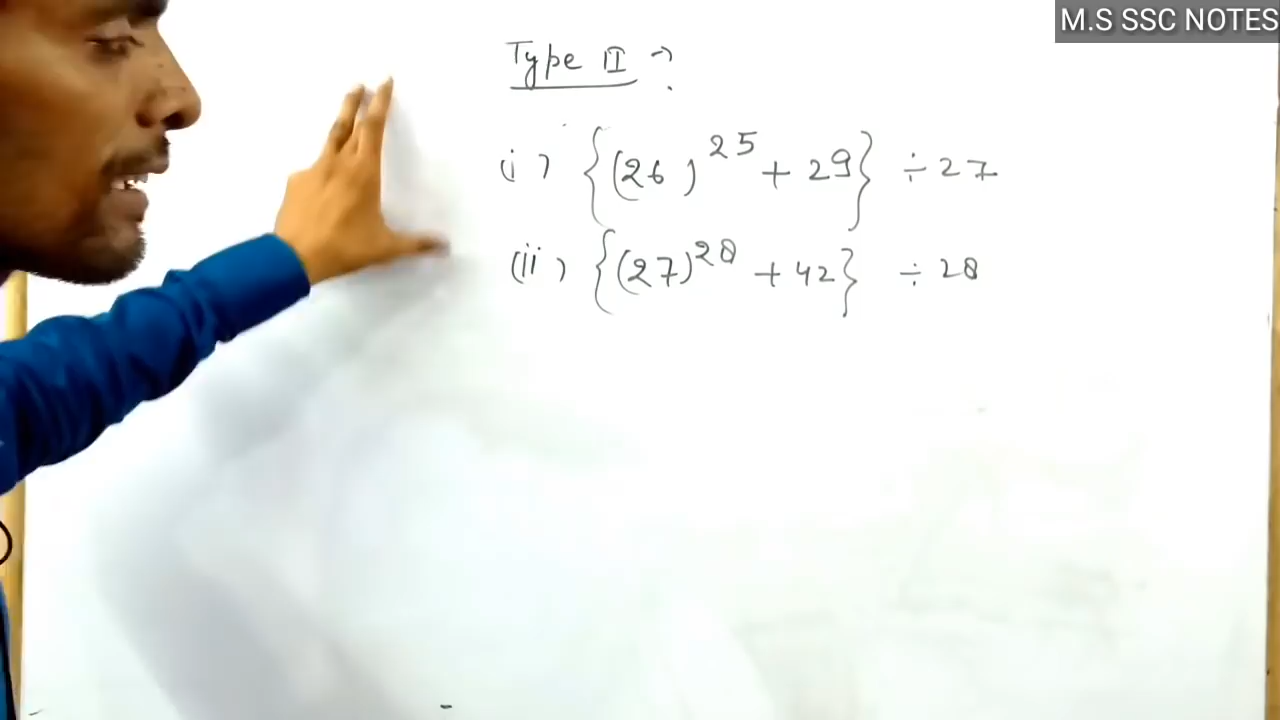 M.S SSC NOTES
Type II →:
(i) {(26)^25 + 29} ÷ 27
(ii) {(27)^28 + 42} ÷ 28